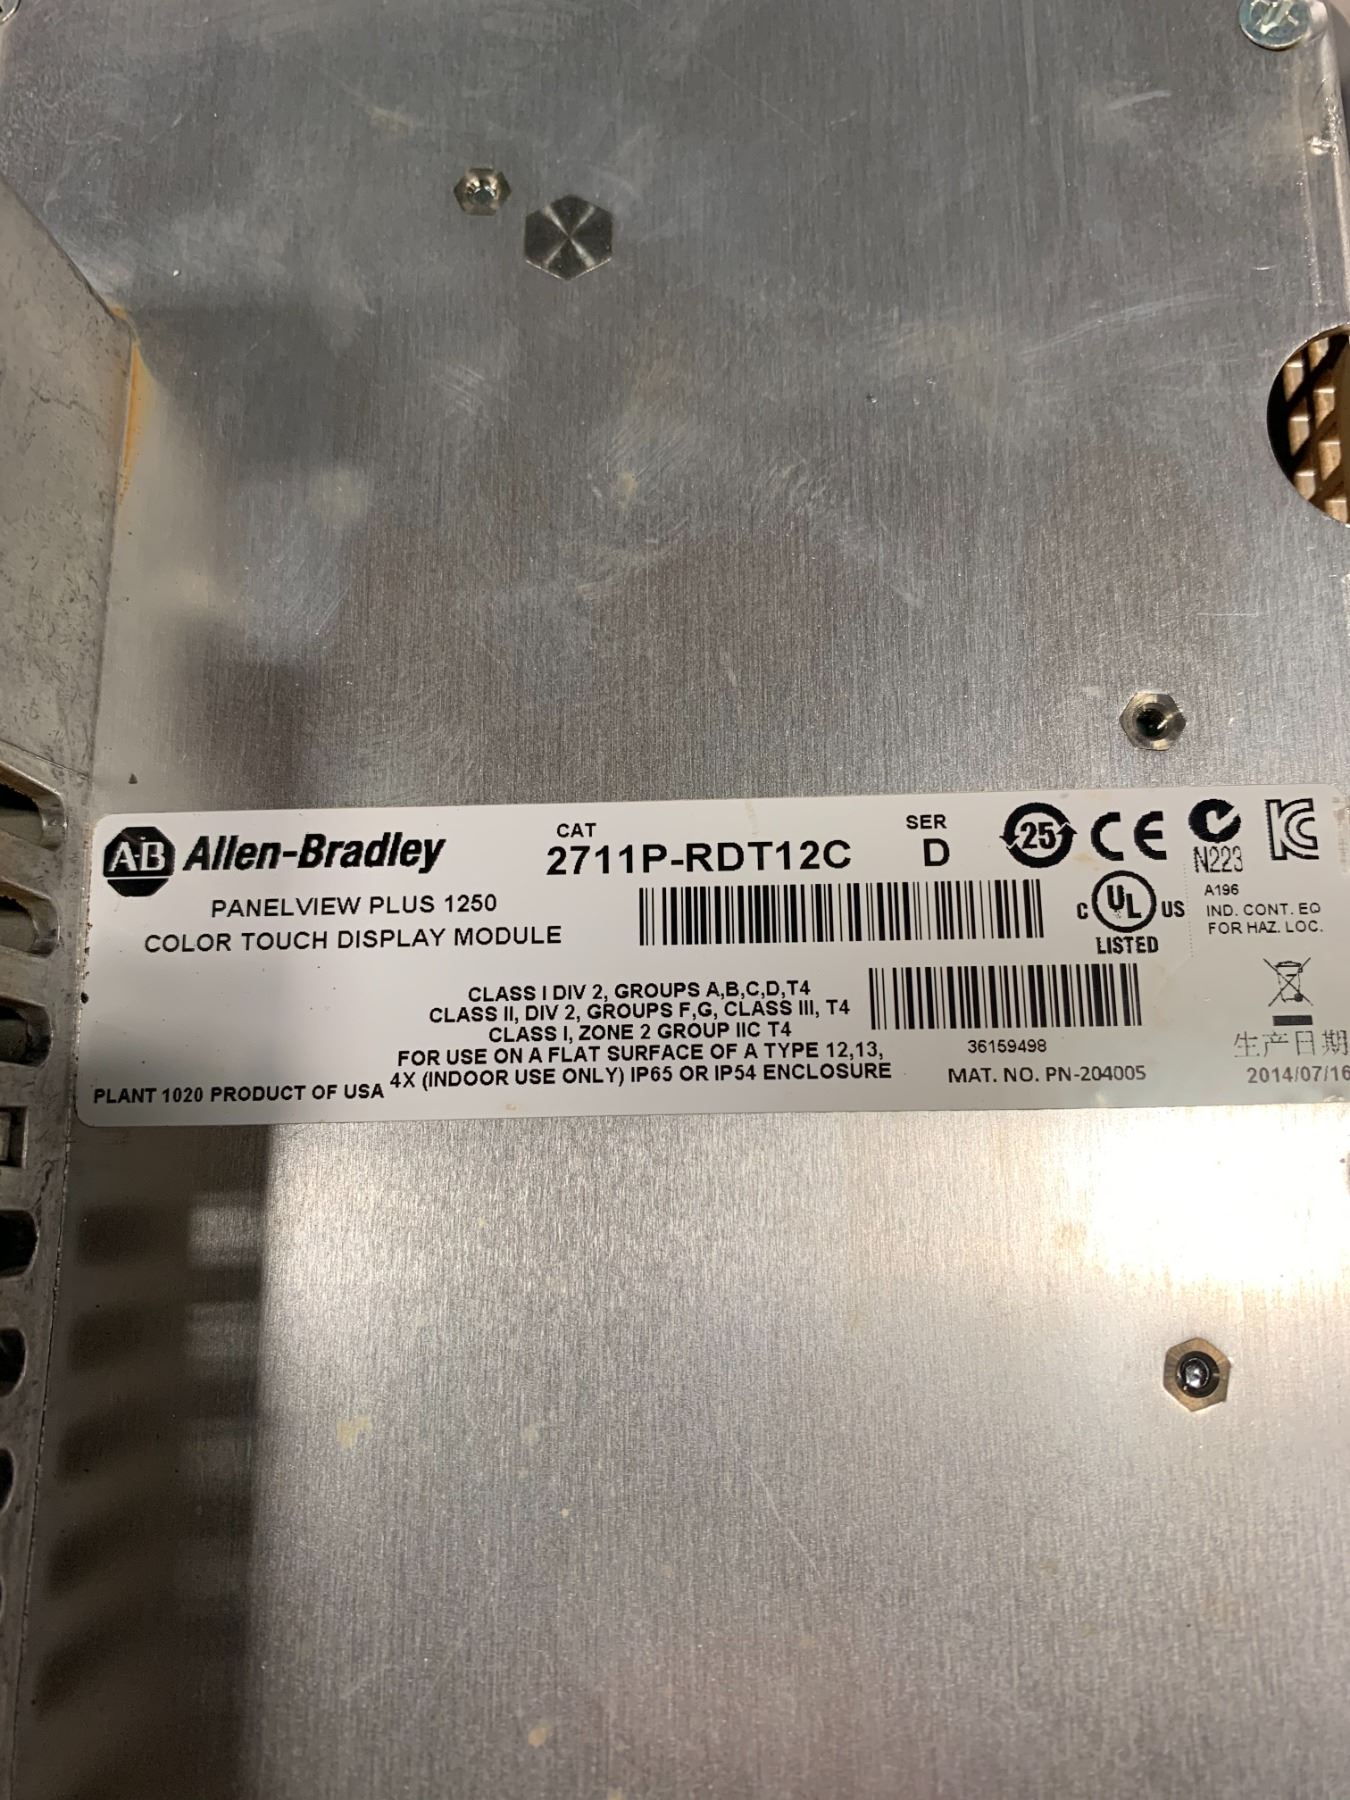 AB Allen-Bradley
PANELVIEW PLUS 1250
COLOR TOUCH DISPLAY MODULE
CAT
2711P-RDT12C
SER
D
25
CE
N223
KC
C UL US
LISTED
A196
IND. CONT. EQ
FOR HAZ. LOC.
CLASS I DIV 2, GROUPS A,B,C,D,T4
CLASS II, DIV 2, GROUPS F,G, CLASS III, T4
CLASS I, ZONE 2 GROUP IIC T4
FOR USE ON A FLAT SURFACE OF A TYPE 12,13,
4X (INDOOR USE ONLY) IP65 OR IP54 ENCLOSURE
PLANT 1020 PRODUCT OF USA
36159498
MAT. NO. PN-204005
生产日期
2014/07/16